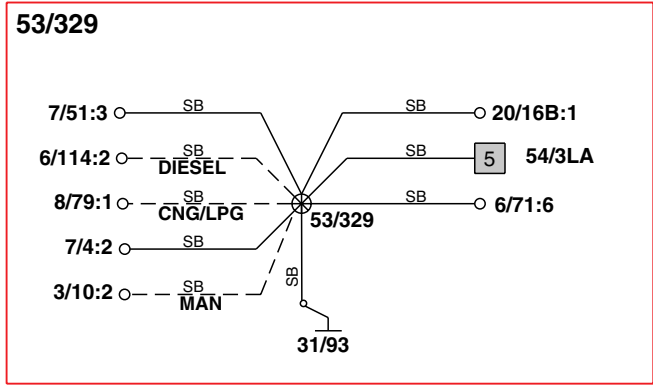 53/329
7/51:3 SB SB 20/16B:1
6/114:2 SB SB 5 54/3LA
DIESEL
8/79:1 SB SB 6/71:6
CNG/LPG 53/329
7/4:2 SB
3/10:2 SB SB
MAN
31/93